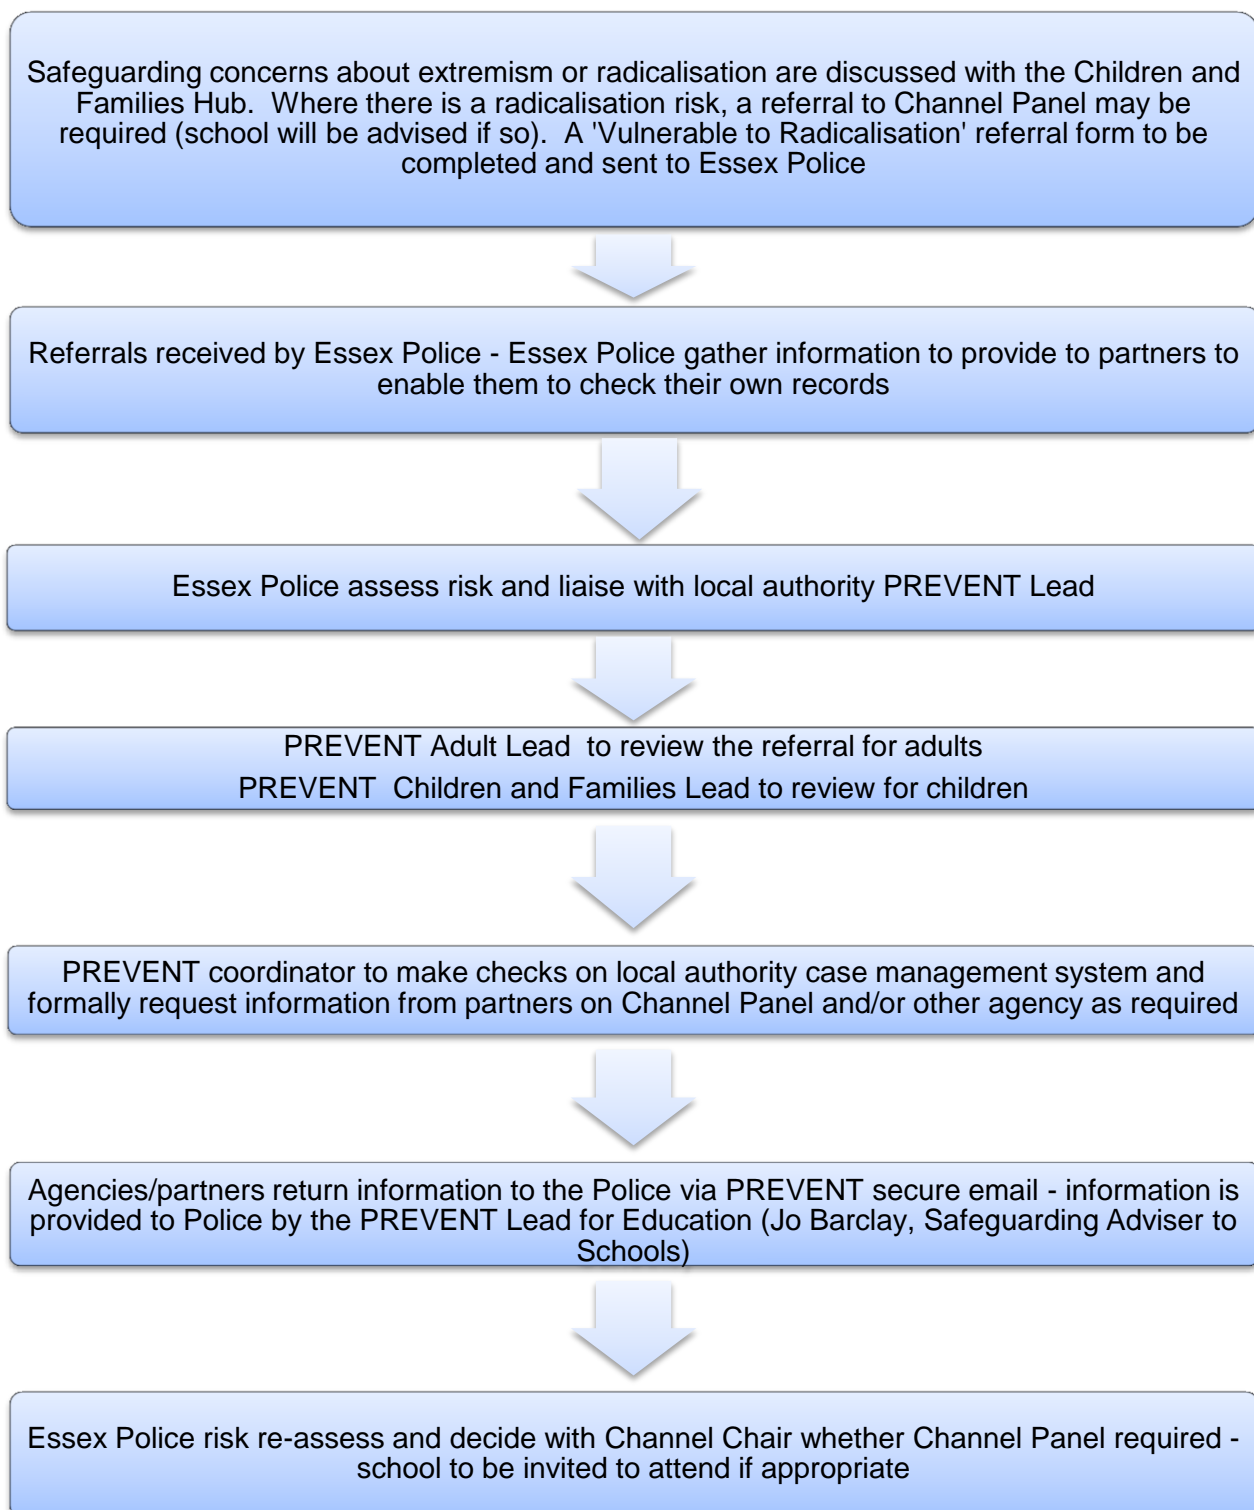 Safeguarding concerns about extremism or radicalisation are discussed with the Children and
Families Hub.  Where there is a radicalisation risk, a referral to Channel Panel may be
required (school will be advised if so).  A 'Vulnerable to Radicalisation' referral form to be
completed and sent to Essex Police
Referrals received by Essex Police - Essex Police gather information to provide to partners to
enable them to check their own records
Essex Police assess risk and liaise with local authority PREVENT Lead
PREVENT Adult Lead  to review the referral for adults
PREVENT  Children and Families Lead to review for children
PREVENT coordinator to make checks on local authority case management system and
formally request information from partners on Channel Panel and/or other agency as required
Agencies/partners return information to the Police via PREVENT secure email - information is
provided to Police by the PREVENT Lead for Education (Jo Barclay, Safeguarding Adviser to
Schools)
Essex Police risk re-assess and decide with Channel Chair whether Channel Panel required -
school to be invited to attend if appropriate